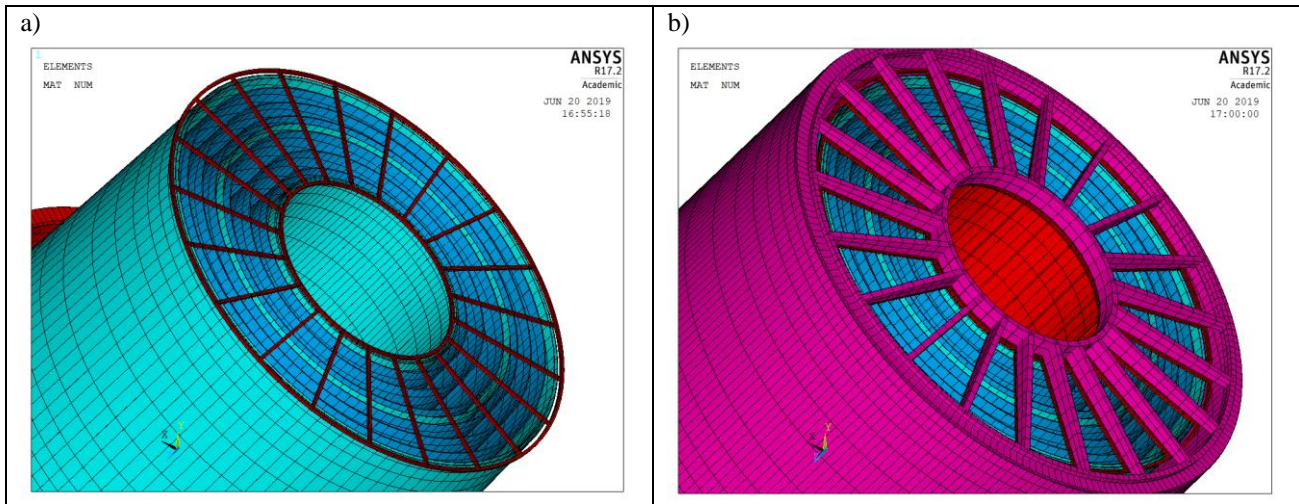 a)
1
ELEMENTS
MAT NUM
ANSYS
R17.2
Academic
JUN 20 2019
16:55:18
X
Y
Z
b)
ELEMENTS
MAT NUM
ANSYS
R17.2
Academic
JUN 20 2019
17:00:00
X
Y
Z